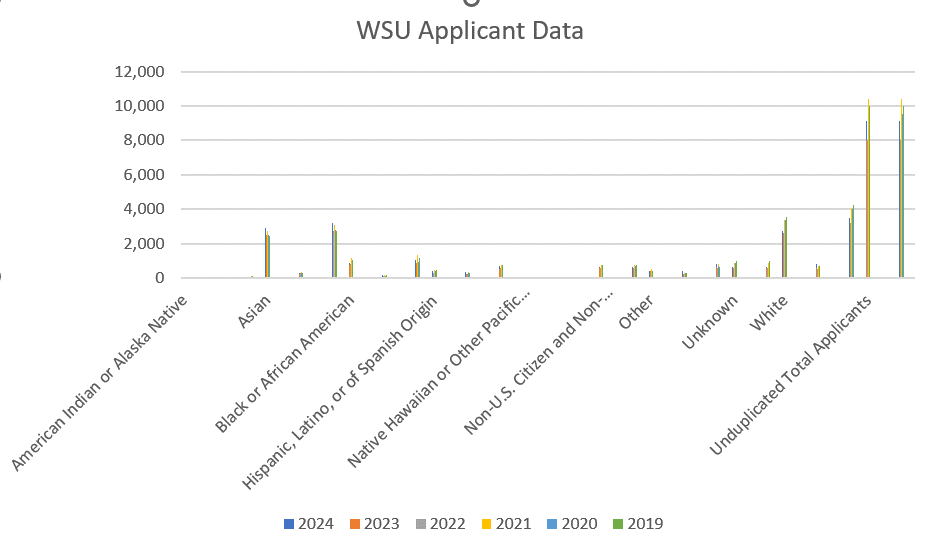 WSU Applicant Data
12,000
10,000
8,000
6,000
4,000
2,000
0
American Indian or Alaska Native
Asian
Black or African American
Hispanic, Latino, or of Spanish Origin
Native Hawaiian or Other Pacific...
Non-U.S. Citizen and Non-...
Other
Unknown
White
Unduplicated Total Applicants
2024 2023 2022 2021 2020 2019